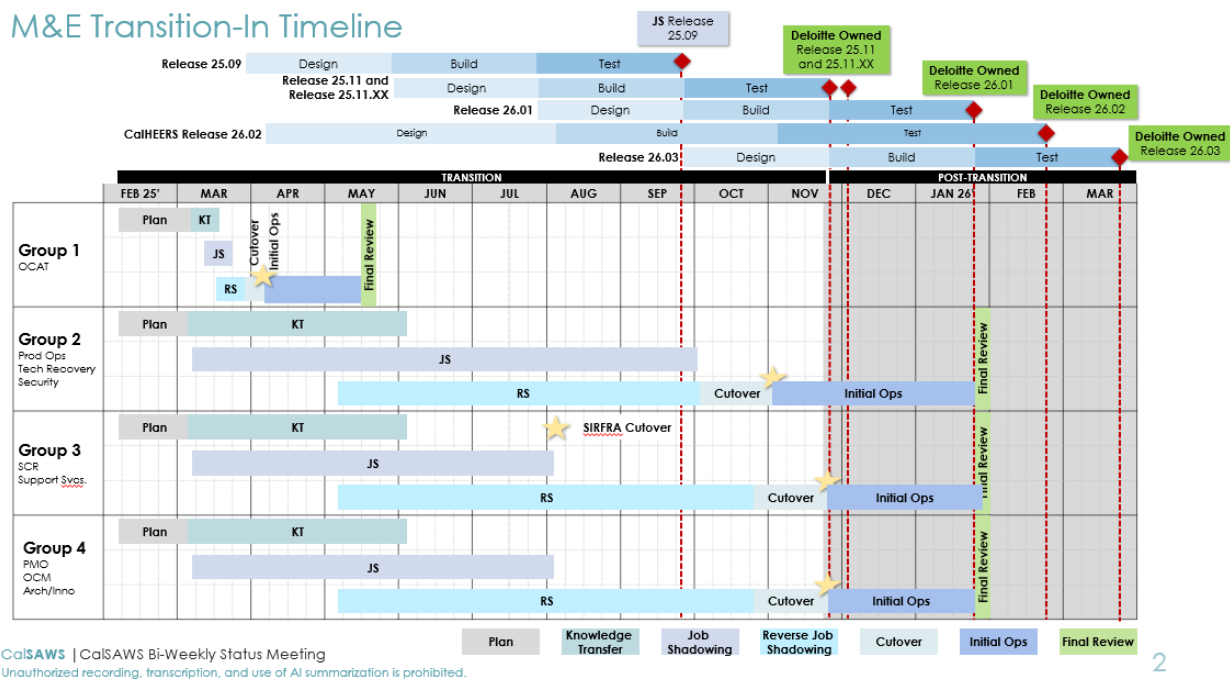 M&E Transition-In Timeline
JS Release
25.09
Deloitte Owned
Release 25.11
and 25.11.XX
Deloitte Owned
Release 26.01
Deloitte Owned
Release 26.02
Deloitte Owned
Release 26.03
Release 25.09 Design Build Test
Release 25.11 and
Release 25.11.XX Design Build Test
Release 26.01 Design Build Test
CalHEERS Release 26.02 Design Build Test
Release 26.03 Design Build Test
TRANSITION POST-TRANSITION
FEB 25' MAR APR MAY JUN JUL AUG SEP OCT NOV DEC JAN 26' FEB MAR
Group 1
OCAT
Plan KT
JS
RS
Cutover
Initial Ops
Final Review
Group 2
Prod Ops
Tech Recovery
Security
Plan KT
JS
RS Cutover Initial Ops
Final Review
Group 3
SCR
Support Svcs.
Plan KT SIRFRA Cutover
JS
RS Cutover Initial Ops
Final Review
Group 4
PMO
OCM
Arch/Inno
Plan KT
JS
RS Cutover Initial Ops
Final Review
Plan
Knowledge
Transfer
Job
Shadowing
Reverse Job
Shadowing
Cutover
Initial Ops
Final Review
CalSAWS | CalSAWS Bi-Weekly Status Meeting
Unauthorized recording, transcription, and use of AI summarization is prohibited.
2